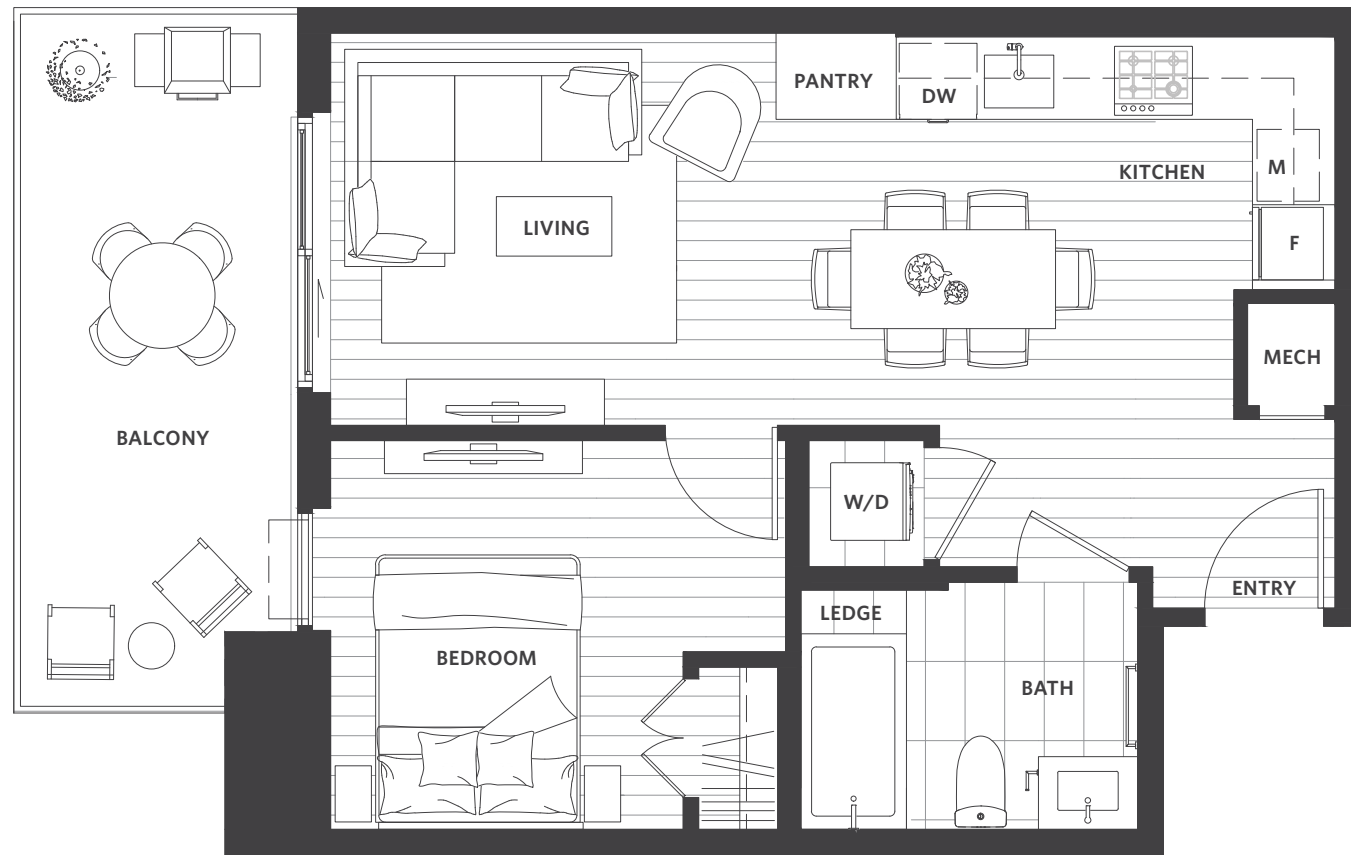 PANTRY
DW
KITCHEN
M
LIVING
F
MECH
BALCONY
W/D
ENTRY
LEDGE
BEDROOM
BATH